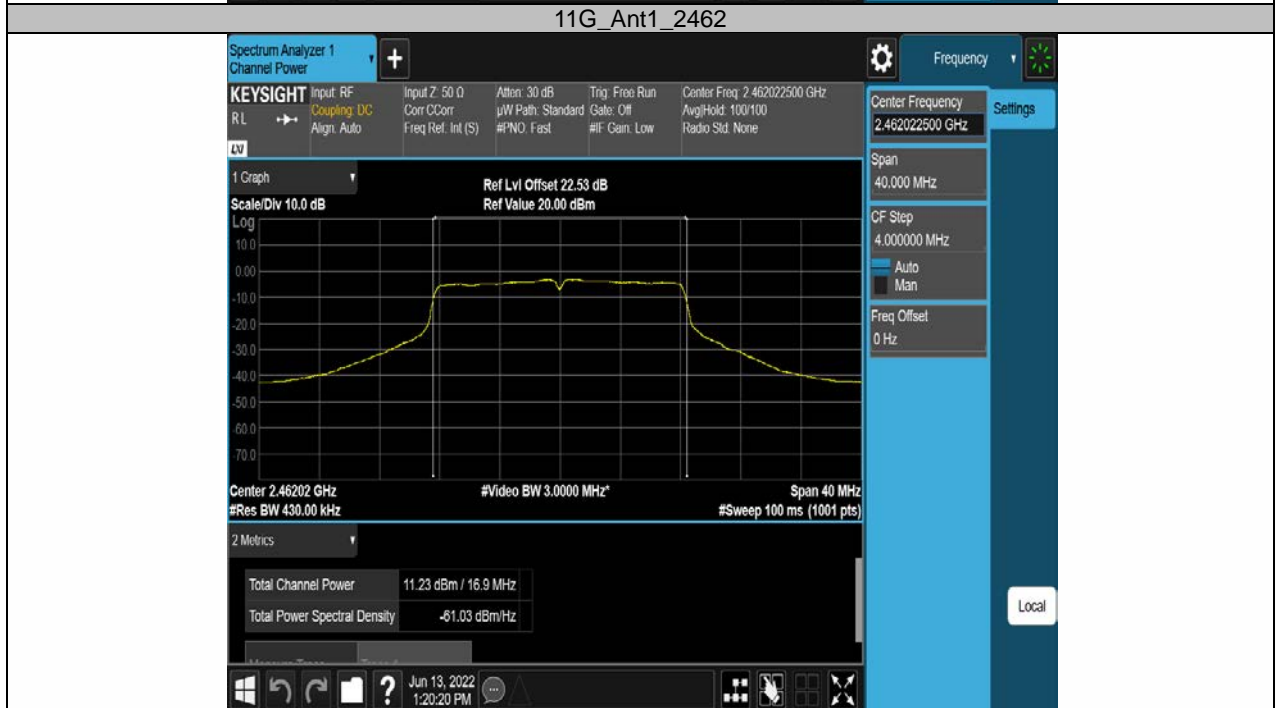 11G_Ant1_2462
Spectrum Analyzer 1
Channel Power
+
Frequency
KEYSIGHT
RL
LV
Input: RF
Coupling: DC
Align: Auto
Input Z: 50 Ω
Corr CCorr
Freq Ref: Int (S)
Atten: 30 dB
µW Path: Standard
#PNO: Fast
Trig: Free Run
Gate: Off
#IF Gain: Low
Center Freq: 2.462022500 GHz
Avg|Hold: 100/100
Radio Std: None
Center Frequency
2.462022500 GHz
Settings
Span
40.000 MHz
CF Step
4.000000 MHz
Auto
Man
Freq Offset
0 Hz
Local
1 Graph
Scale/Div 10.0 dB
Ref Lvl Offset 22.53 dB
Ref Value 20.00 dBm
Log
10.0
0.00
-10.0
-20.0
-30.0
-40.0
-50.0
-60.0
-70.0
Center 2.46202 GHz
#Video BW 3.0000 MHz*
Span 40 MHz
#Res BW 430.00 kHz
#Sweep 100 ms (1001 pts)
2 Metrics
Total Channel Power 11.23 dBm / 16.9 MHz
Total Power Spectral Density -61.03 dBm/Hz
?
Jun 13, 2022
1:20:20 PM